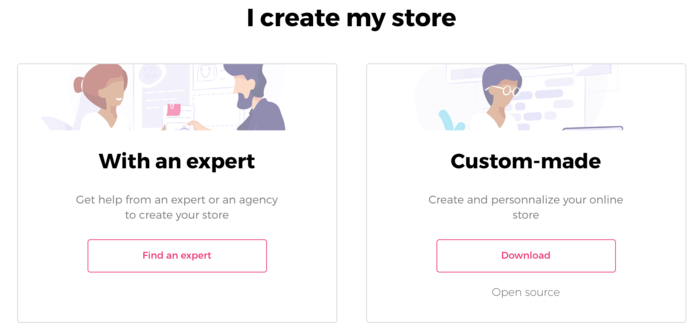 I create my store
With an expert
Get help from an expert or an agency
to create your store
Find an expert
Custom-made
Create and personnalize your online
store
Download
Open source